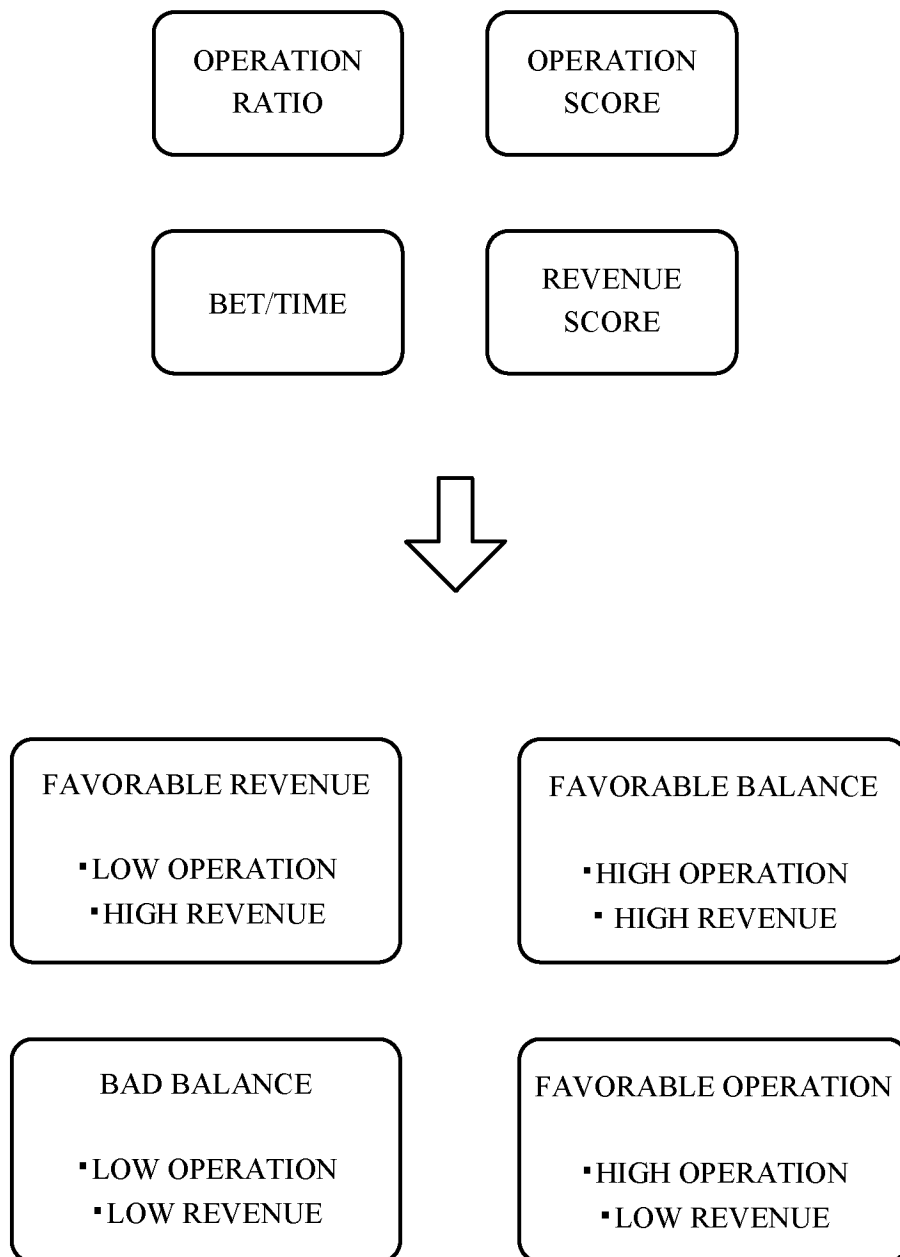 OPERATION
RATIO
OPERATION
SCORE
BET/TIME
REVENUE
SCORE
FAVORABLE REVENUE
▪LOW OPERATION
▪HIGH REVENUE
FAVORABLE BALANCE
▪HIGH OPERATION
▪ HIGH REVENUE
BAD BALANCE
▪LOW OPERATION
▪LOW REVENUE
FAVORABLE OPERATION
▪HIGH OPERATION
▪LOW REVENUE